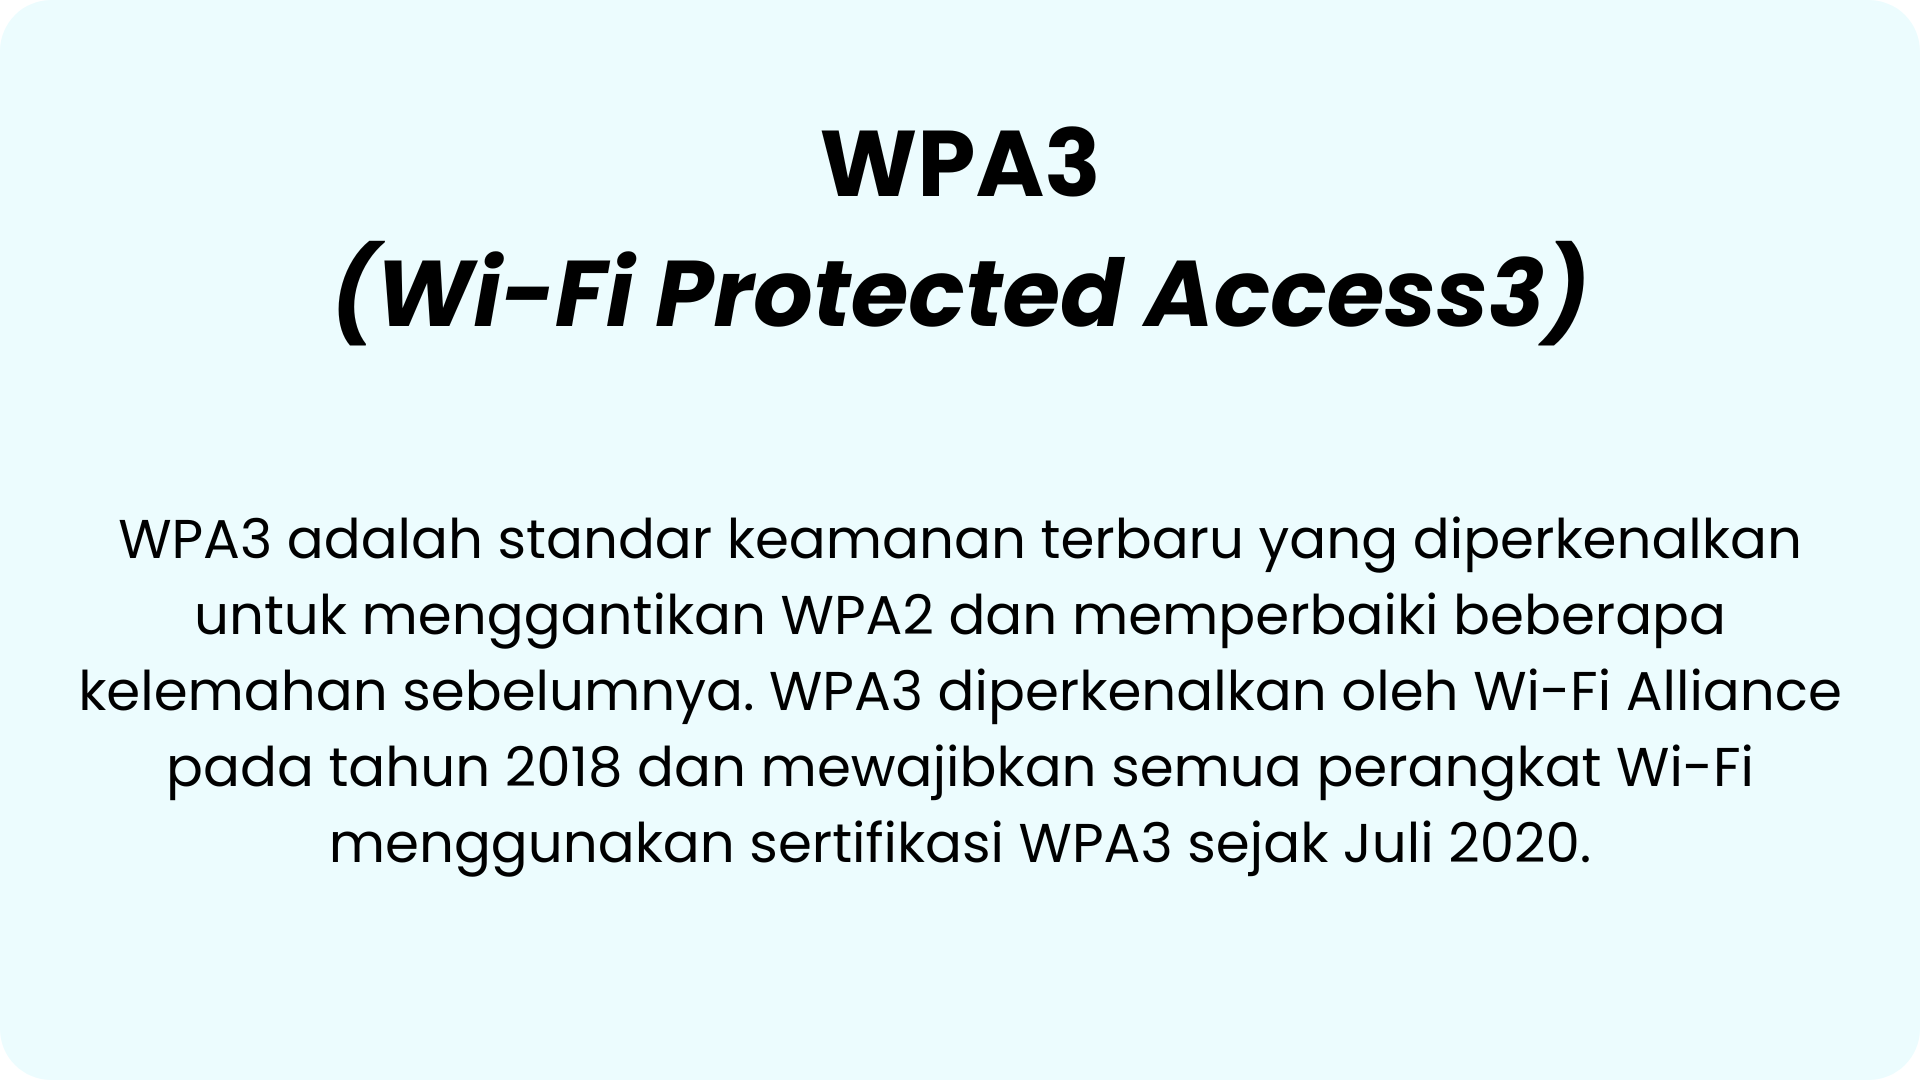 WPA3
(Wi-Fi Protected Access3)
WPA3 adalah standar keamanan terbaru yang diperkenalkan
untuk menggantikan WPA2 dan memperbaiki beberapa
kelemahan sebelumnya. WPA3 diperkenalkan oleh Wi-Fi Alliance
pada tahun 2018 dan mewajibkan semua perangkat Wi-Fi
menggunakan sertifikasi WPA3 sejak Juli 2020.